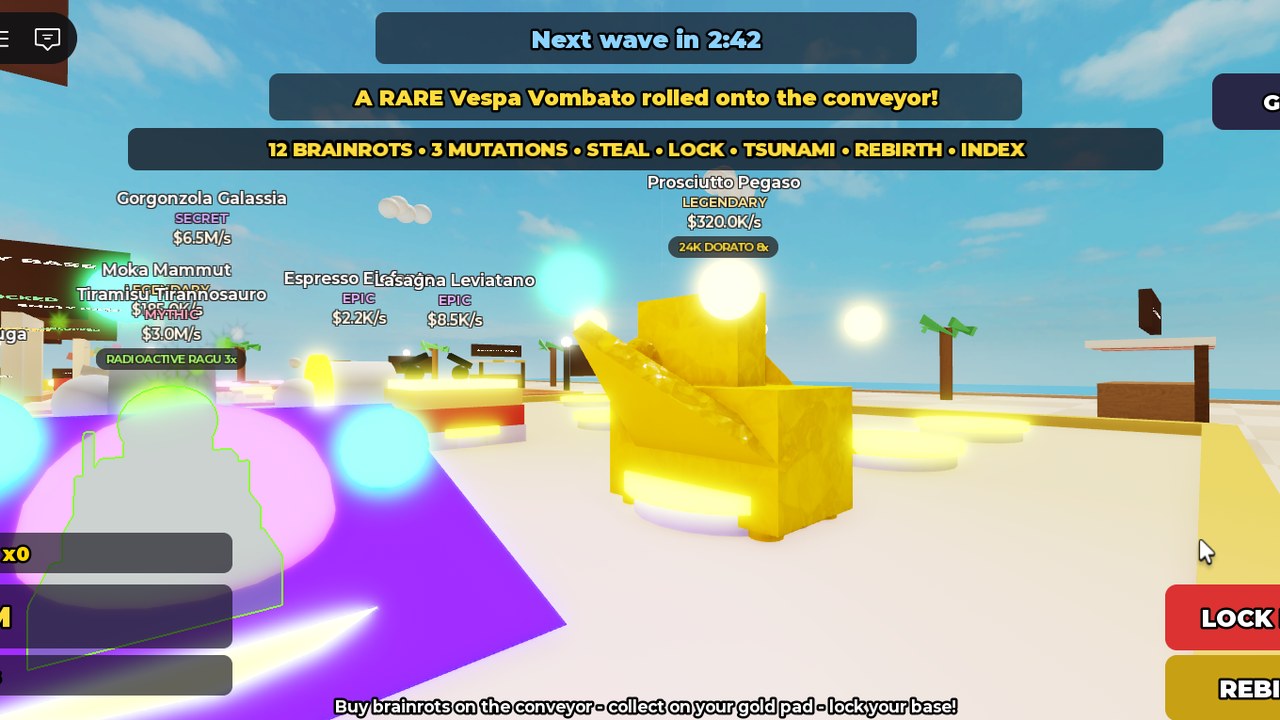 Next wave in 2:42
A RARE Vespa Vombato rolled onto the conveyor!
G
12 BRAINROTS • 3 MUTATIONS • STEAL • LOCK • TSUNAMI • REBIRTH • INDEX
Prosciutto Pegaso
LEGENDARY
$320.0K/s
24K DORATO 8x
Gorgonzola Galassia
SECRET
$6.5M/s
Moka Mammut
Tiramisu Tirannosauro
MYTHIC
$3.0M/s
RADIOACTIVE RAGU 3x
Espresso
EPIC
$2.2K/s
Lasagna Leviatano
EPIC
$8.5K/s
uga
x0
M
LOCK
REBI
Buy brainrots on the conveyor - collect on your gold pad - lock your base!